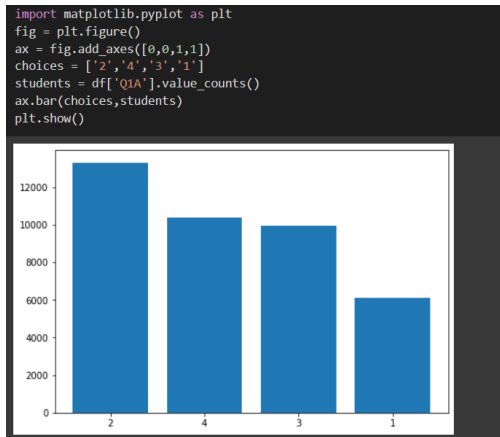 import matplotlib.pyplot as plt
fig = plt.figure()
ax = fig.add_axes([0,0,1,1])
choices = ['2','4','3','1']
students = df['Q1A'].value_counts()
ax.bar(choices,students)
plt.show()
12000
10000
8000
6000
4000
2000
0
2 4 3 1